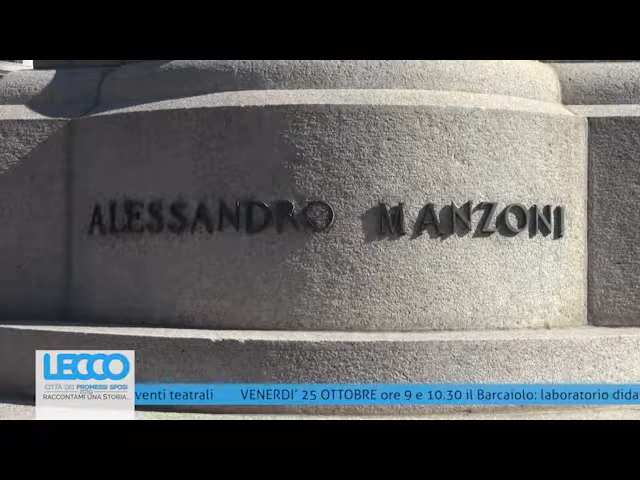 ALESSANDRO MANZONI
LECCO
CITTÀ DEI PROMESSI SPOSI
RACCONTAMI UNA STORIA...
venti teatrali VENERDI' 25 OTTOBRE ore 9 e 10.30 il Barcaiolo: laboratorio dida